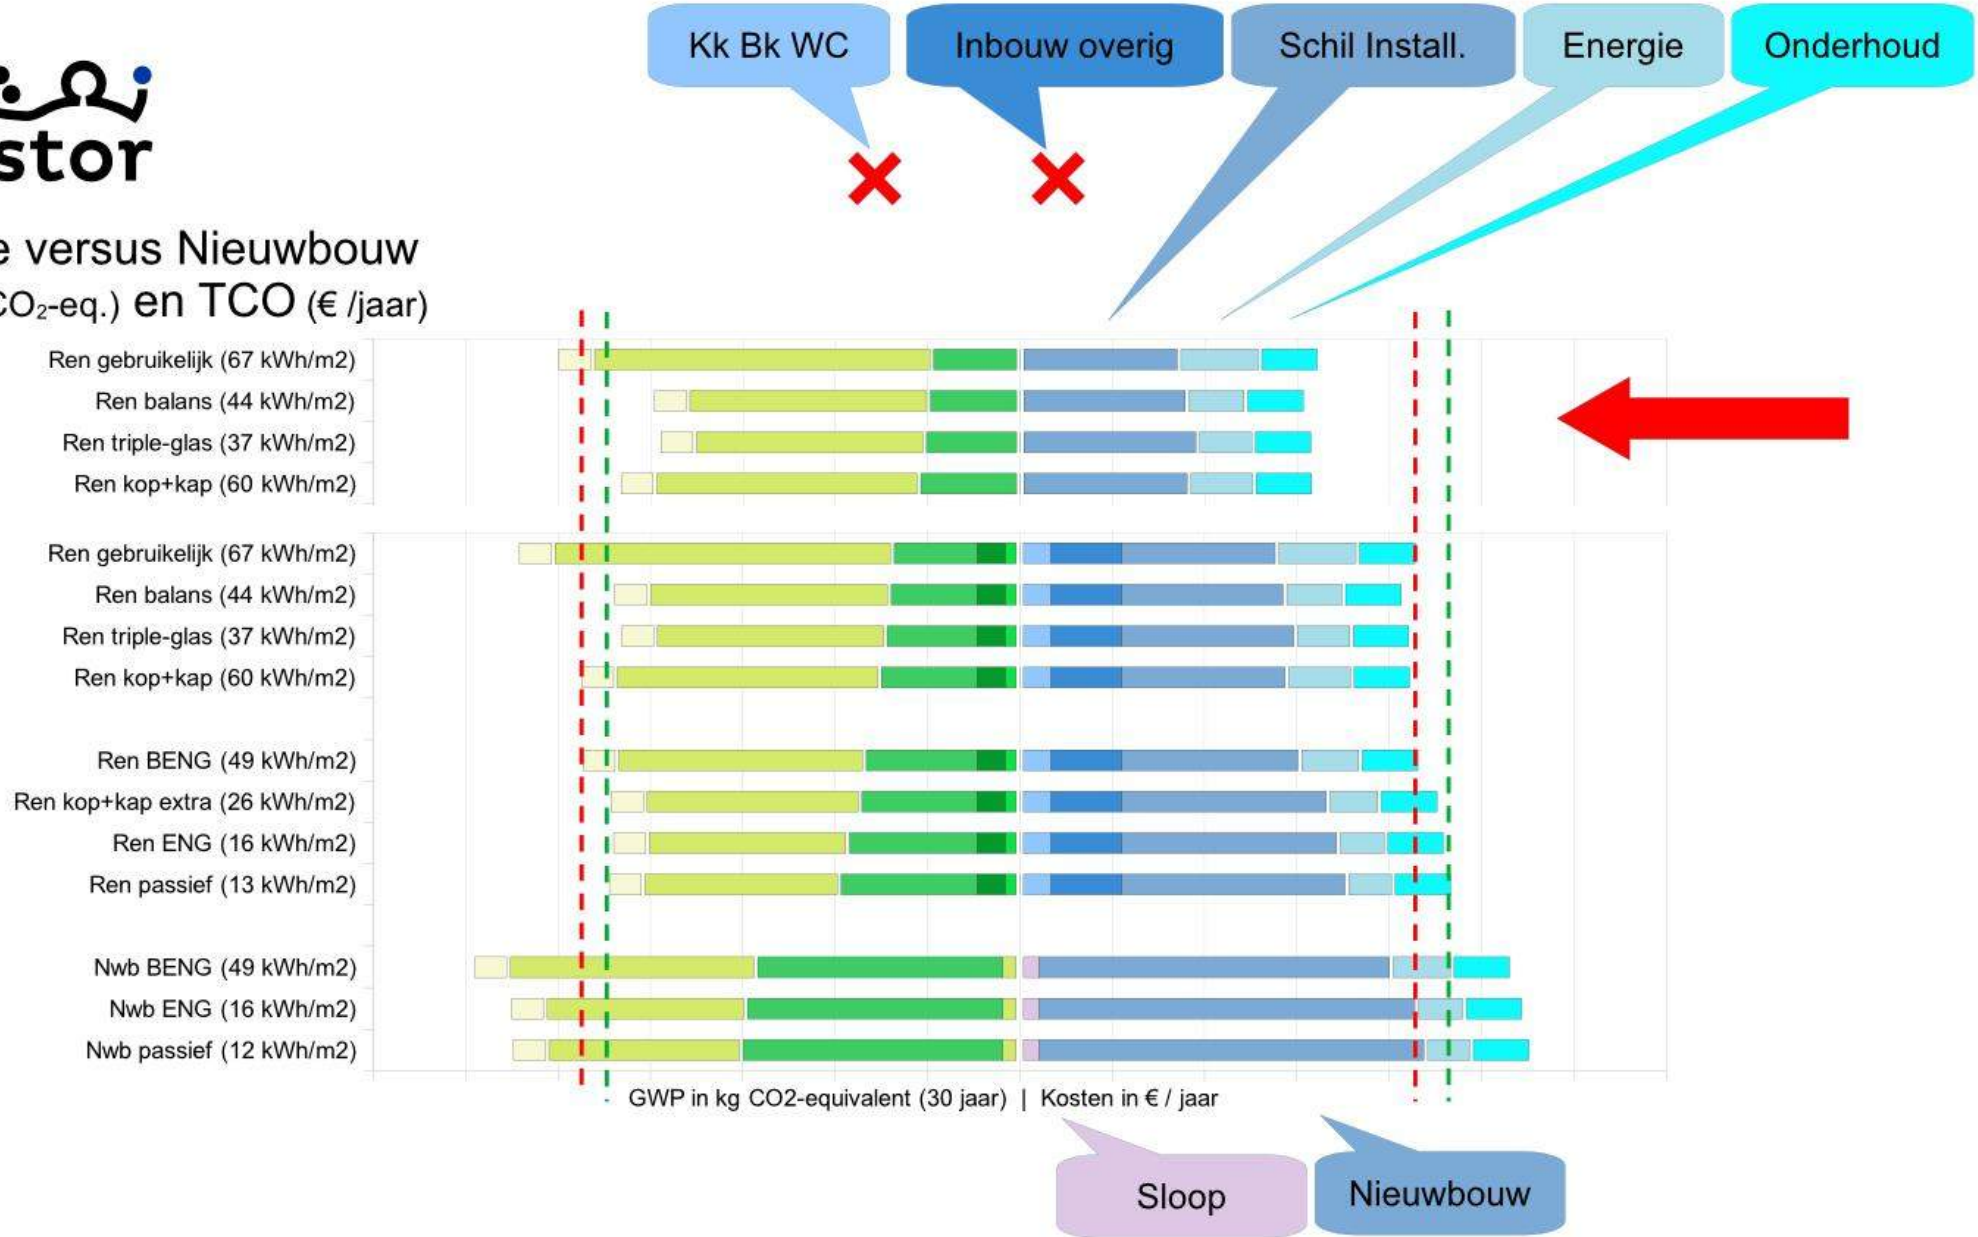 Kk Bk WC
Inbouw overig
Schil Install.
Energie
Onderhoud
stor
e versus Nieuwbouw
CO₂-eq.) en TCO (€ /jaar)
Ren gebruikelijk (67 kWh/m2)
Ren balans (44 kWh/m2)
Ren triple-glas (37 kWh/m2)
Ren kop+kap (60 kWh/m2)
Ren gebruikelijk (67 kWh/m2)
Ren balans (44 kWh/m2)
Ren triple-glas (37 kWh/m2)
Ren kop+kap (60 kWh/m2)
Ren BENG (49 kWh/m2)
Ren kop+kap extra (26 kWh/m2)
Ren ENG (16 kWh/m2)
Ren passief (13 kWh/m2)
Nwb BENG (49 kWh/m2)
Nwb ENG (16 kWh/m2)
Nwb passief (12 kWh/m2)
GWP in kg CO2-equivalent (30 jaar) | Kosten in € / jaar
Sloop
Nieuwbouw